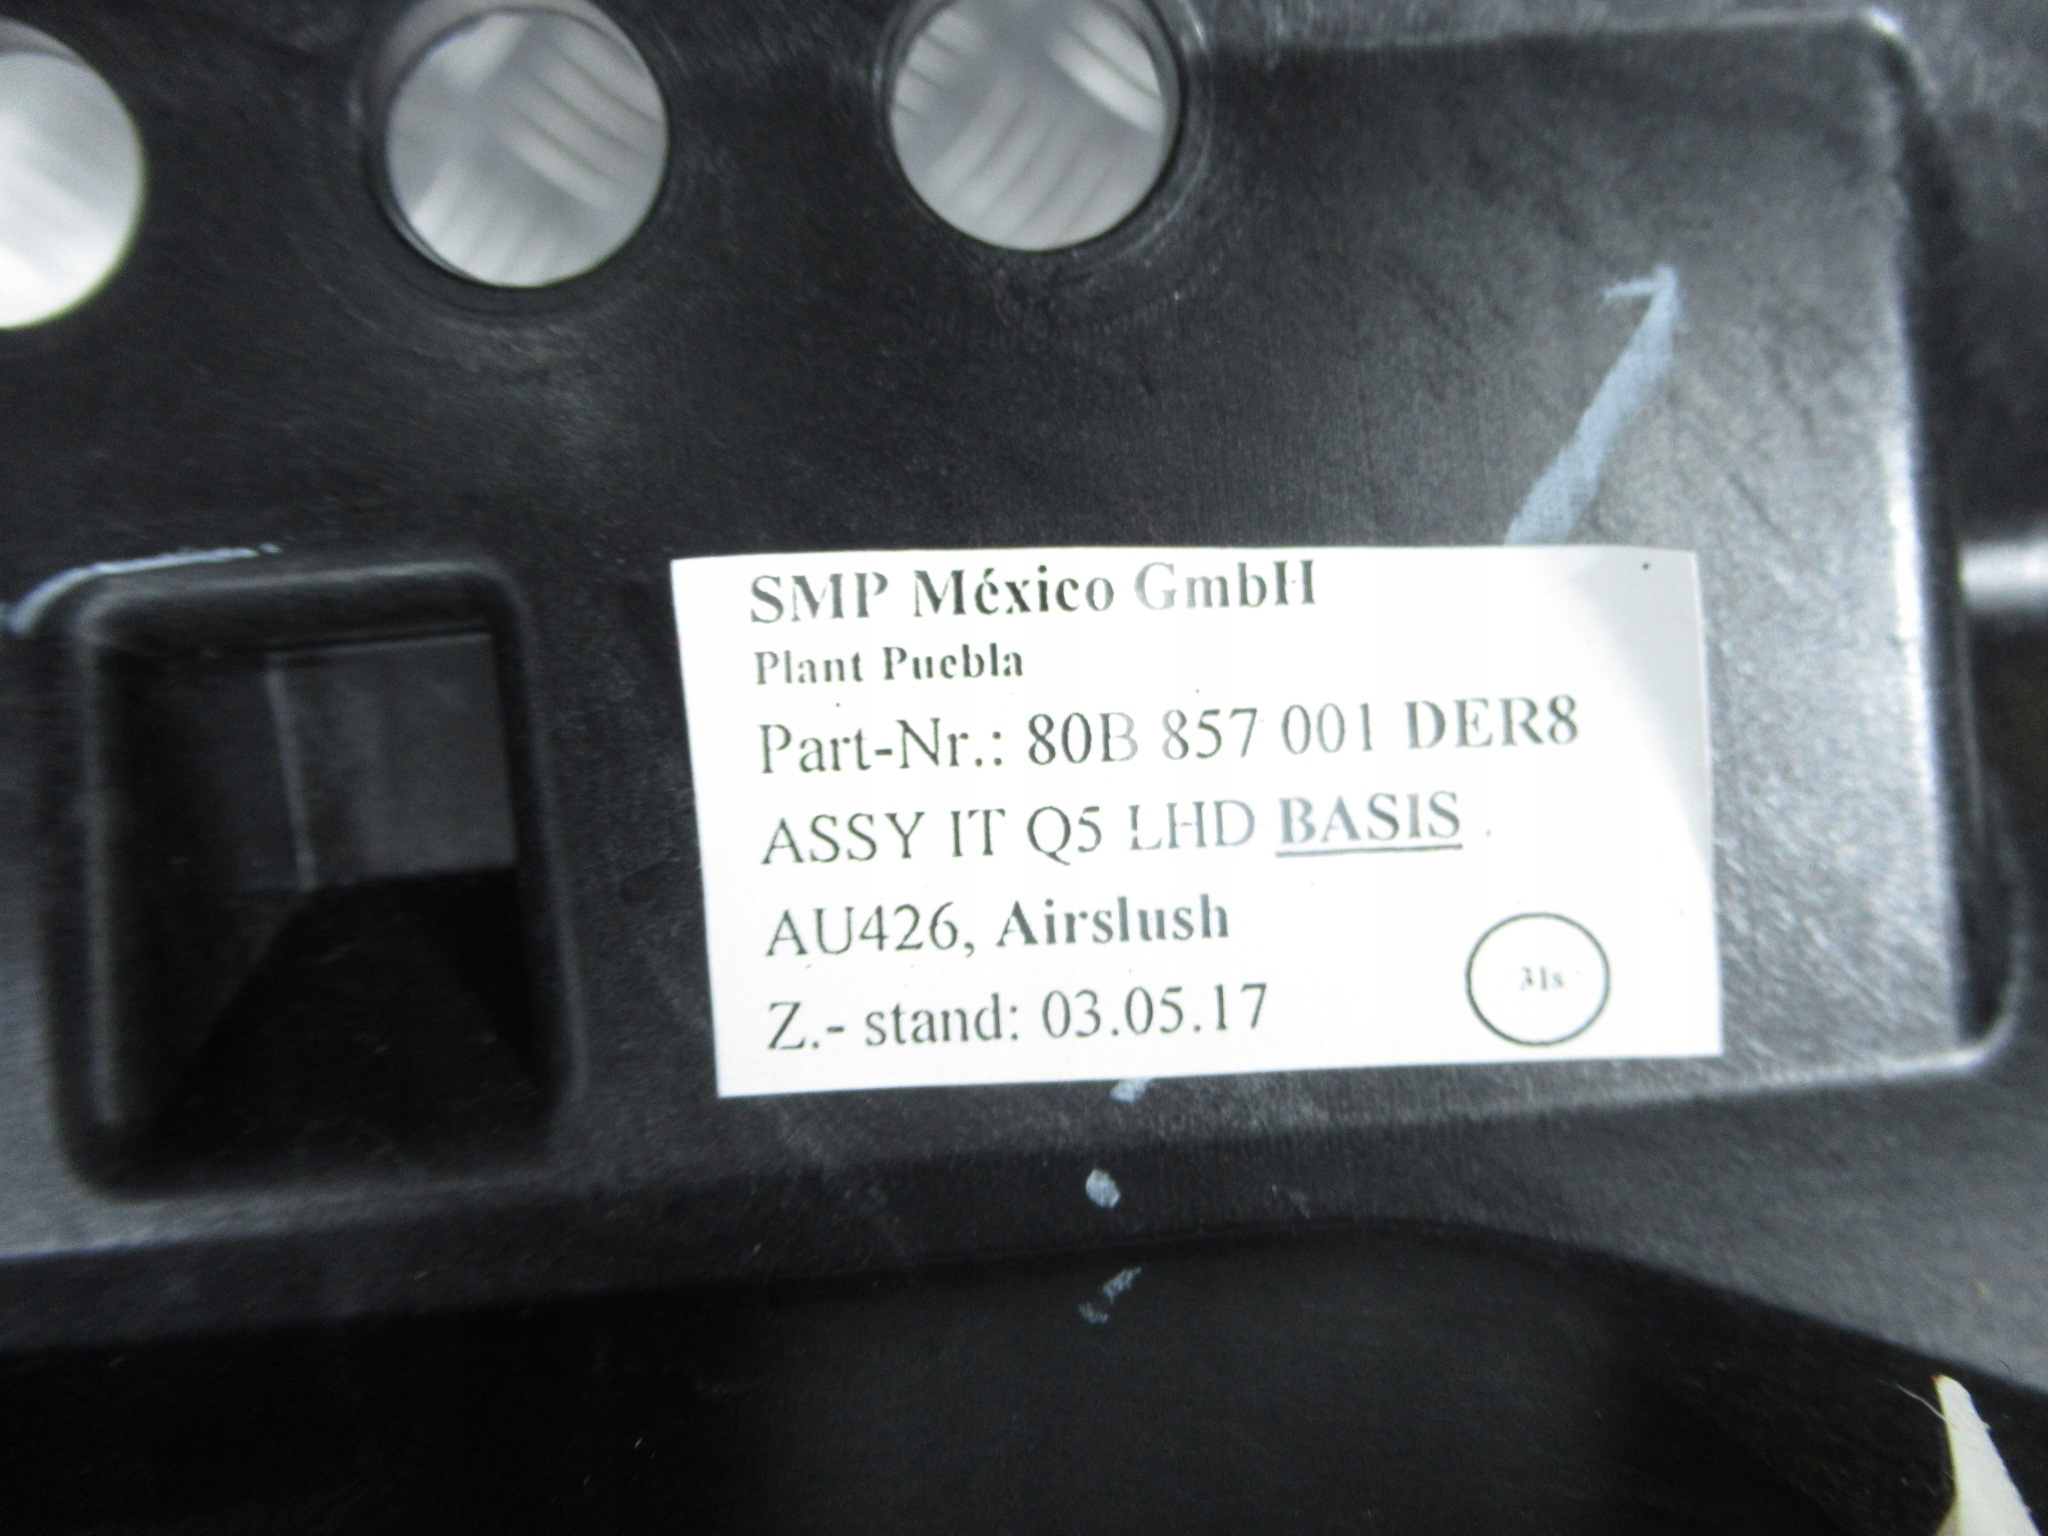 SMP México GmbH
Plant Puebla
Part-Nr.: 80B 857 001 DER8
ASSY IT Q5 LHD BASIS
AU426, Airslush
Z.- stand: 03.05.17